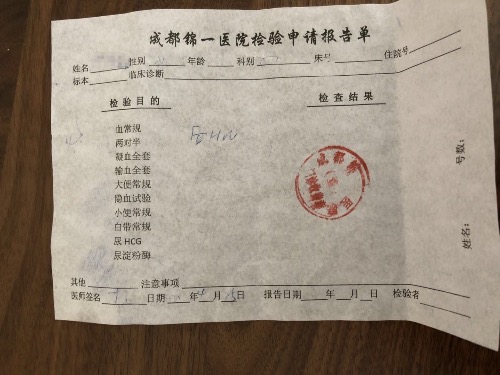 成都锦一医院检验申请报告单
姓名 性别 年龄 科别 床号 住院号
标本 临床诊断
检验目的 检查结果
血常规
两对半
凝血全套
输血全套
大便常规
隐血试验
小便常规
白带常规
尿HCG
尿淀粉酶
其他 注意事项
医师签名 日期 年 月 日 报告日期 年 月 日 检验者
号数:
姓名: